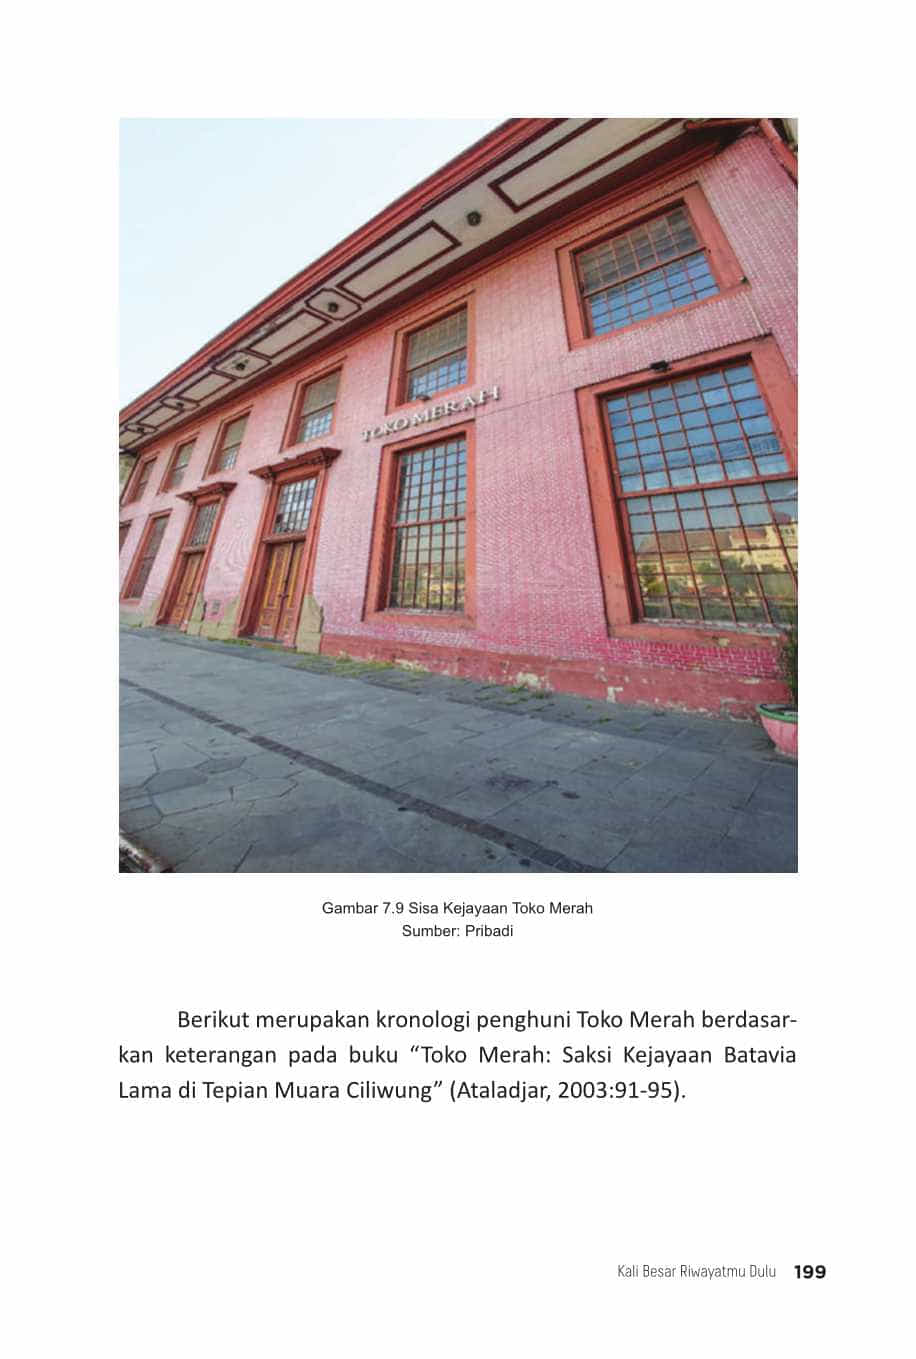 TOKO MERAH
Gambar 7.9 Sisa Kejayaan Toko Merah
Sumber: Pribadi
Berikut merupakan kronologi penghuni Toko Merah berdasar-
kan keterangan pada buku “Toko Merah: Saksi Kejayaan Batavia
Lama di Tepian Muara Ciliwung” (Ataladjar, 2003:91-95).
Kali Besar Riwayatmu Dulu 199